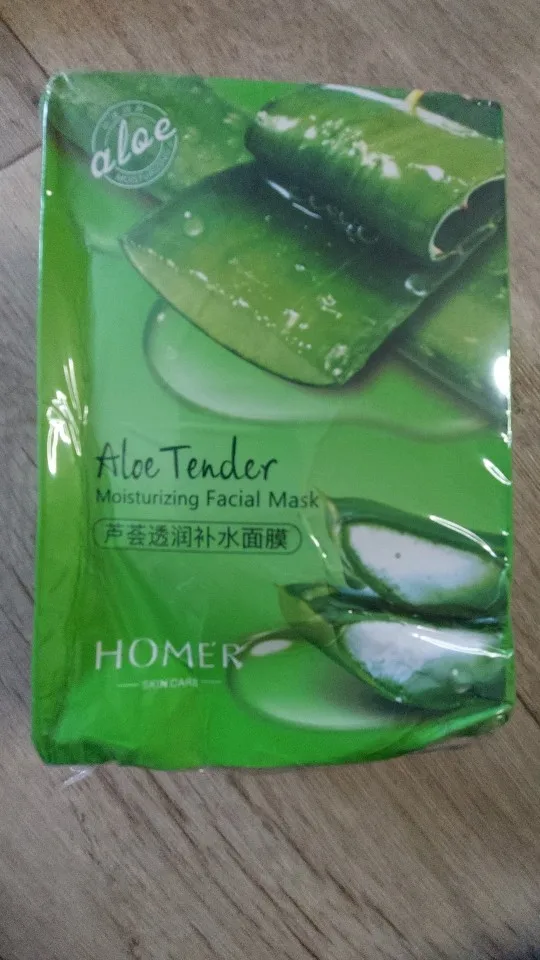 aloe
Aloe Tender
Moisturizing Facial Mask
芦荟透润补水面膜
HOMER
SKIN CARE